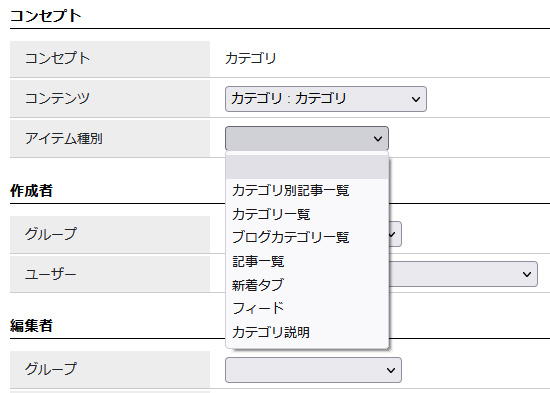 コンセプト
コンセプト カテゴリ
コンテンツ カテゴリ : カテゴリ
アイテム種別
カテゴリ別記事一覧
作成者
カテゴリ一覧
グループ ブログカテゴリ一覧
記事一覧
ユーザー
新着タブ
フィード
編集者
カテゴリ説明
グループ